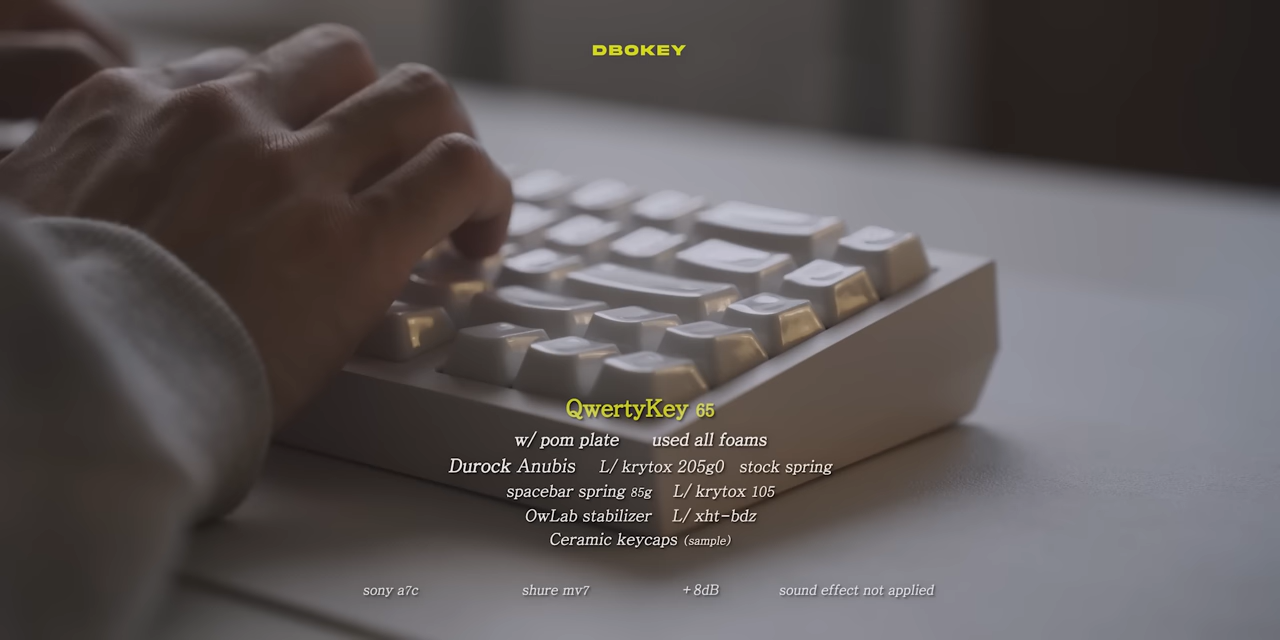 DBOKEY
QwertyKey 65
w/ pom plate used all foams
Durock Anubis L/ krytox 205g0 stock spring
spacebar spring 85g L/ krytox 105
OwLab stabilizer L/ xht-bdz
Ceramic keycaps (sample)
sony a7c shure mv7 +8dB sound effect not applied